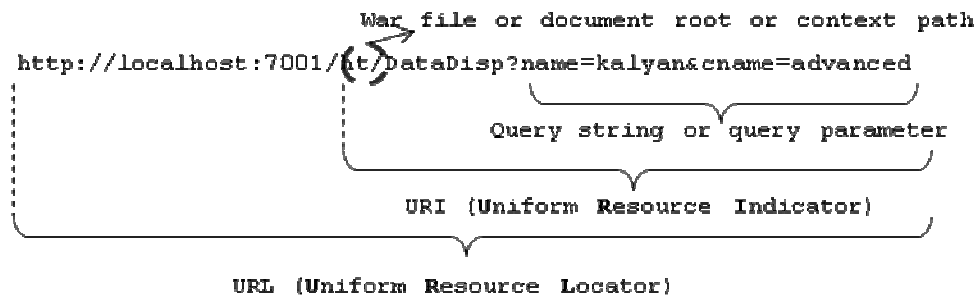 War file or document root or context path
http://localhost:7001/ht/DataDisp?name=kalyan&cname=advanced
Query string or query parameter
URI (Uniform Resource Indicator)
URL (Uniform Resource Locator)